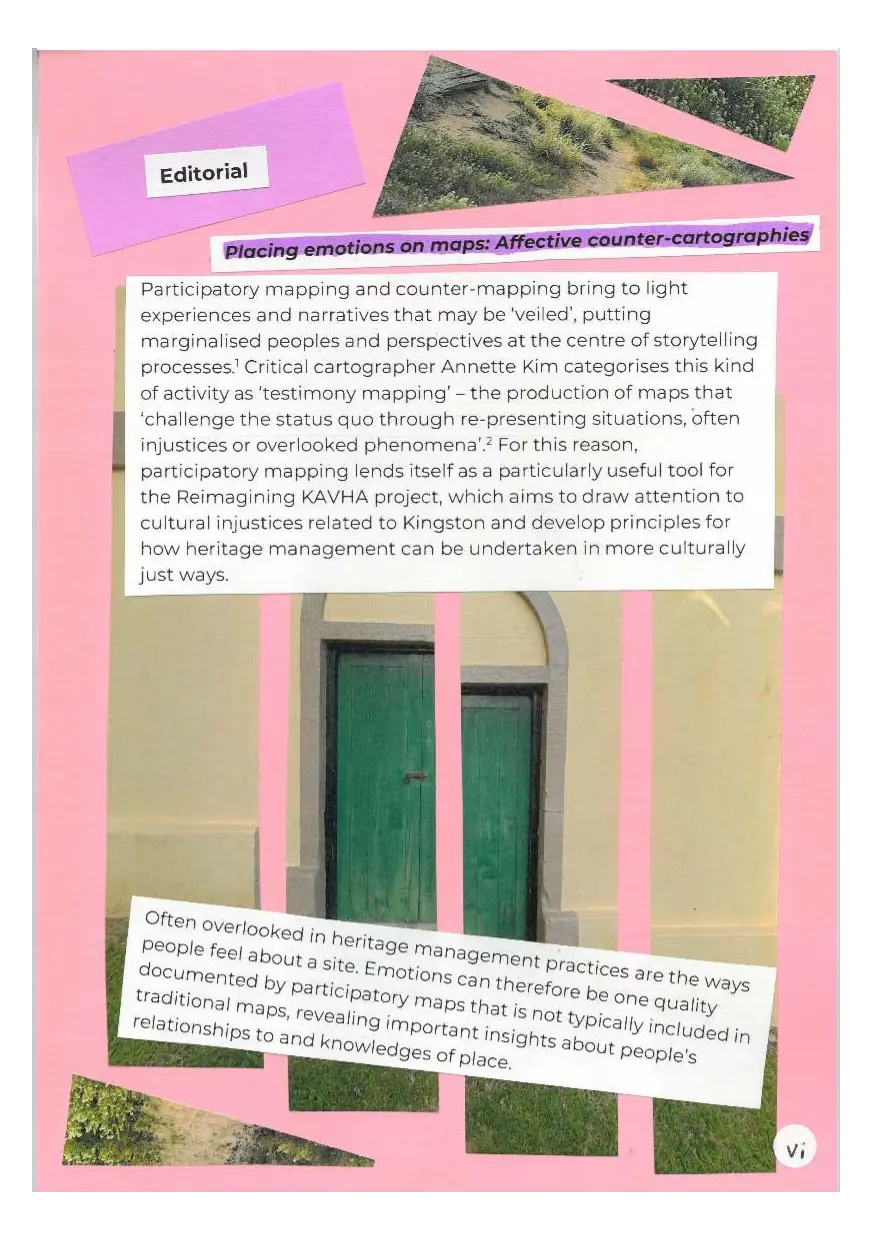 Editorial
Placing emotions on maps: Affective counter-cartographies
Participatory mapping and counter-mapping bring to light
experiences and narratives that may be ‘veiled’, putting
marginalised peoples and perspectives at the centre of storytelling
processes.¹ Critical cartographer Annette Kim categorises this kind
of activity as ‘testimony mapping’ – the production of maps that
‘challenge the status quo through re-presenting situations, often
injustices or overlooked phenomena’.² For this reason,
participatory mapping lends itself as a particularly useful tool for
the Reimagining KAVHA project, which aims to draw attention to
cultural injustices related to Kingston and develop principles for
how heritage management can be undertaken in more culturally
just ways.
Often overlooked in heritage management practices are the ways
people feel about a site. Emotions can therefore be one quality
documented by participatory maps that is not typically included in
traditional maps, revealing important insights about people's
relationships to and knowledges of place.
vi